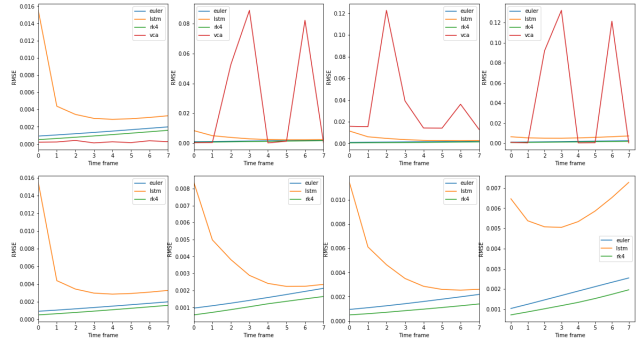 0.016
0.014
0.012
0.010
0.008
0.006
0.004
0.002
0.000
RMSE
0 1 2 3 4 5 6 7
Time frame
euler
lstm
rk4
vca
0.08
0.06
0.04
0.02
0.00
RMSE
0 1 2 3 4 5 6 7
Time frame
euler
lstm
rk4
vca
0.12
0.10
0.08
0.06
0.04
0.02
0.00
RMSE
0 1 2 3 4 5 6 7
Time frame
euler
lstm
rk4
vca
0.12
0.10
0.08
0.06
0.04
0.02
0.00
RMSE
0 1 2 3 4 5 6 7
Time frame
euler
lstm
rk4
vca
0.016
0.014
0.012
0.010
0.008
0.006
0.004
0.002
0.000
RMSE
0 1 2 3 4 5 6 7
Time frame
euler
lstm
rk4
0.008
0.007
0.006
0.005
0.004
0.003
0.002
0.001
0.000
RMSE
0 1 2 3 4 5 6 7
Time frame
euler
lstm
rk4
0.010
0.008
0.006
0.004
0.002
0.000
RMSE
0 1 2 3 4 5 6 7
Time frame
euler
lstm
rk4
0.007
0.006
0.005
0.004
0.003
0.002
0.001
RMSE
0 1 2 3 4 5 6 7
Time frame
euler
lstm
rk4